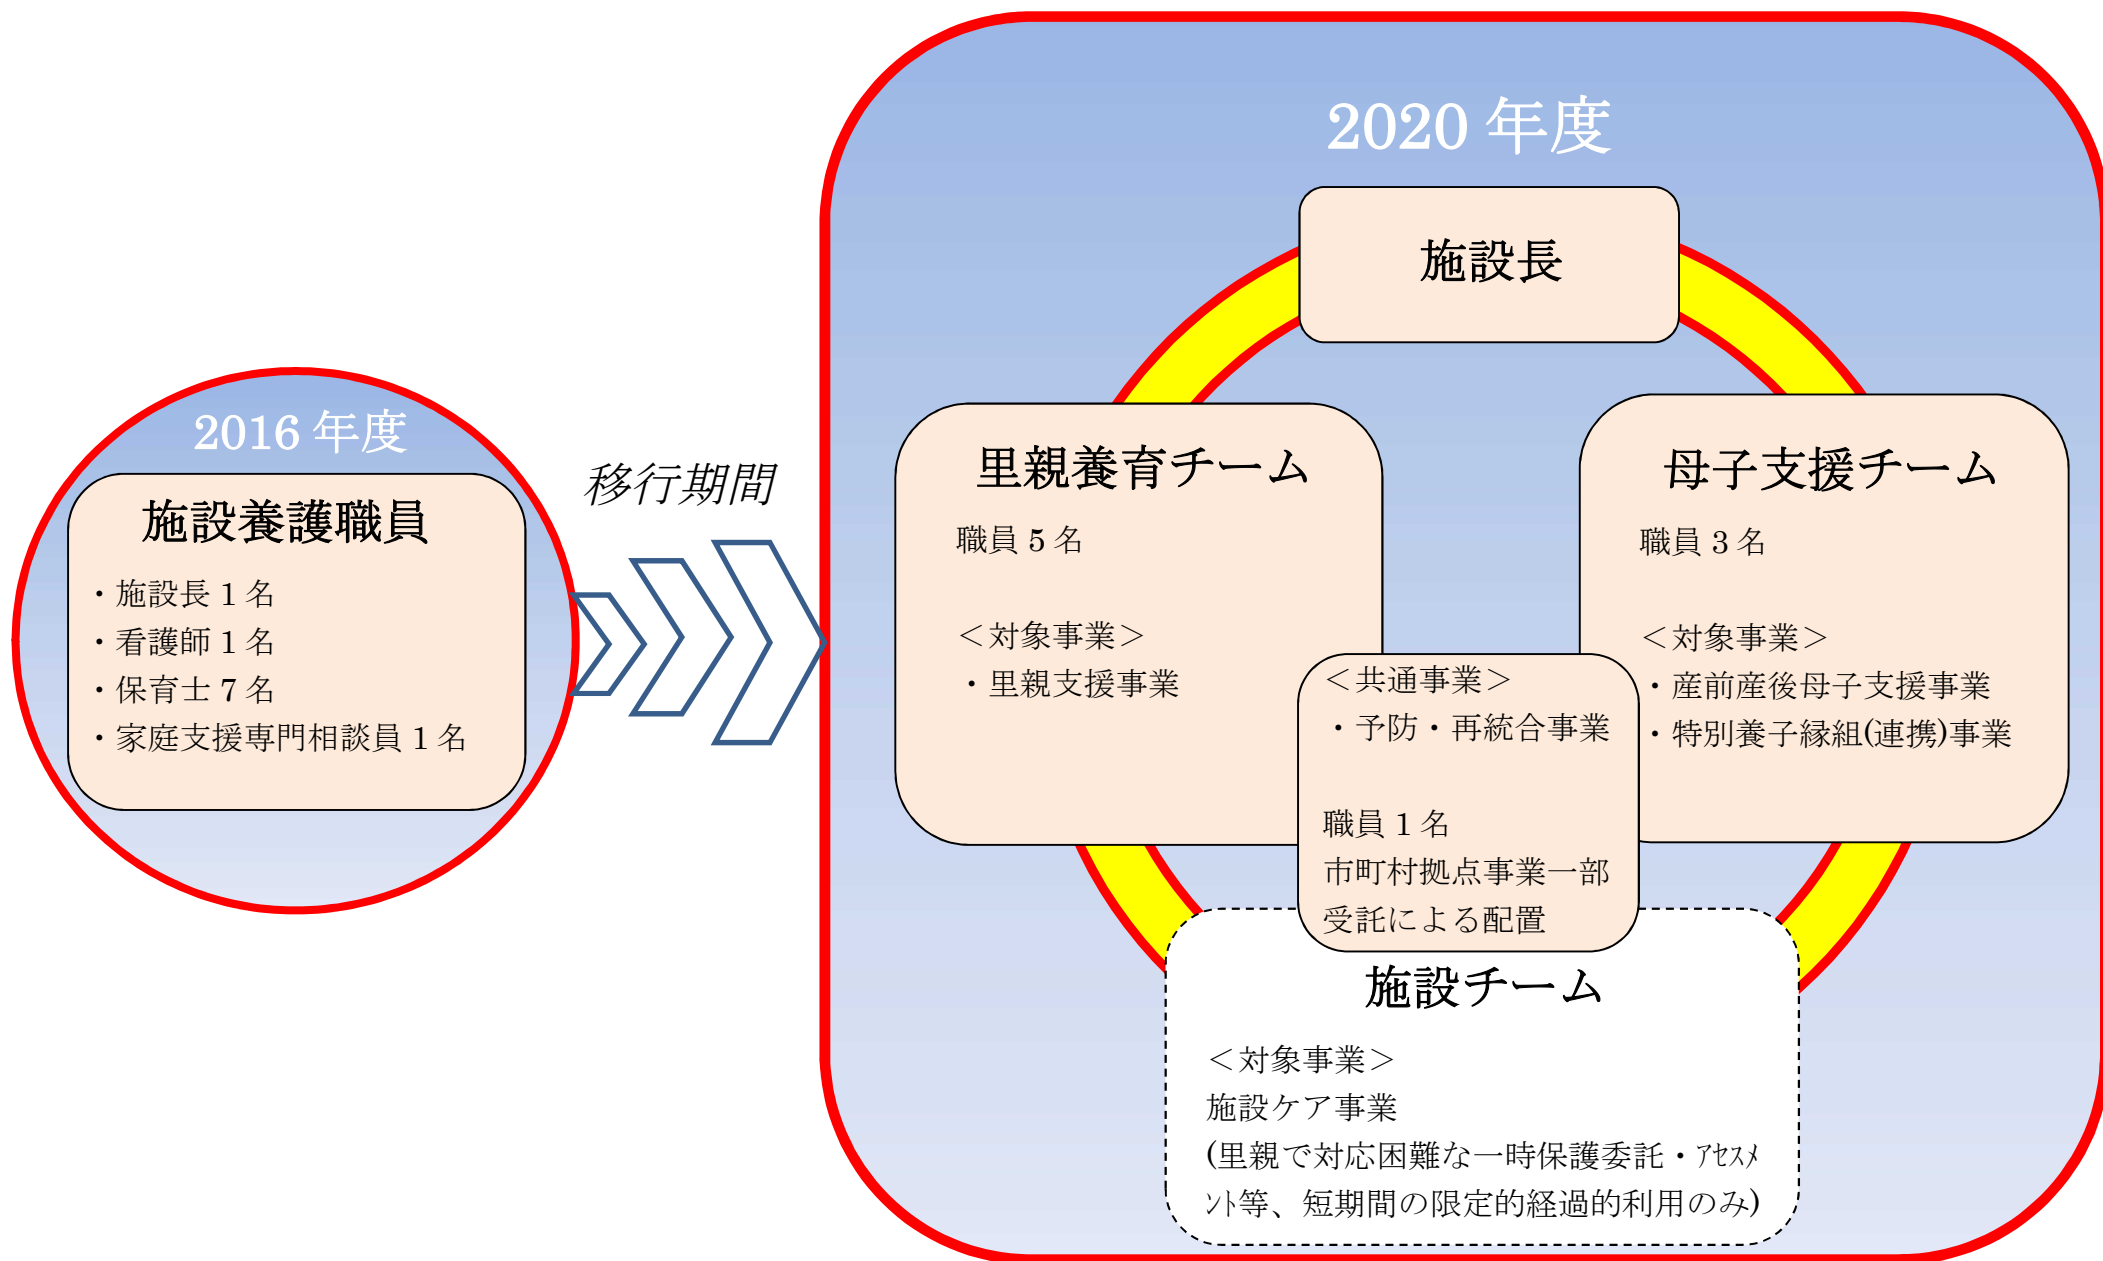 2016 年度
施設養護職員
・施設長 1 名
・看護師 1 名
・保育士 7 名
・家庭支援専門相談員 1 名
移行期間
2020 年度
施設長
里親養育チーム
職員 5 名
＜対象事業＞
・里親支援事業
母子支援チーム
職員 3 名
＜対象事業＞
・産前産後母子支援事業
・特別養子縁組(連携)事業
＜共通事業＞
・予防・再統合事業
職員 1 名
市町村拠点事業一部
受託による配置
施設チーム
＜対象事業＞
施設ケア事業
(里親で対応困難な一時保護委託・ｱｾｽﾒ
ﾝﾄ等、短期間の限定的経過的利用のみ)